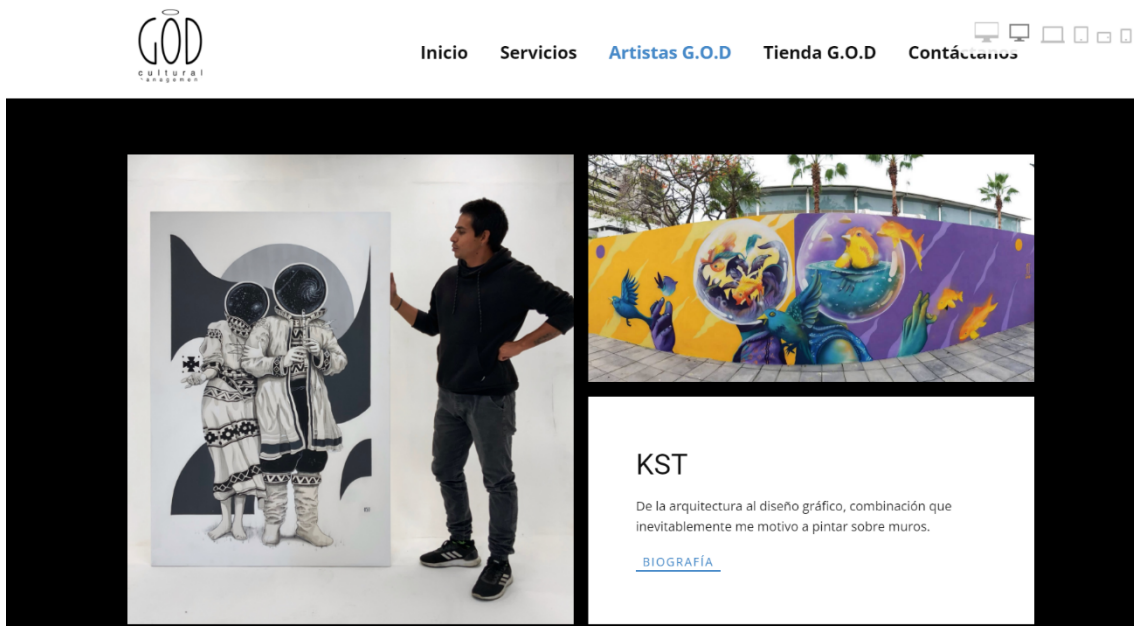 GOD
cultural
Inicio Servicios Artistas G.O.D Tienda G.O.D Contáctanos
KST
De la arquitectura al diseño gráfico, combinación que
inevitablemente me motivo a pintar sobre muros.
BIOGRAFÍA